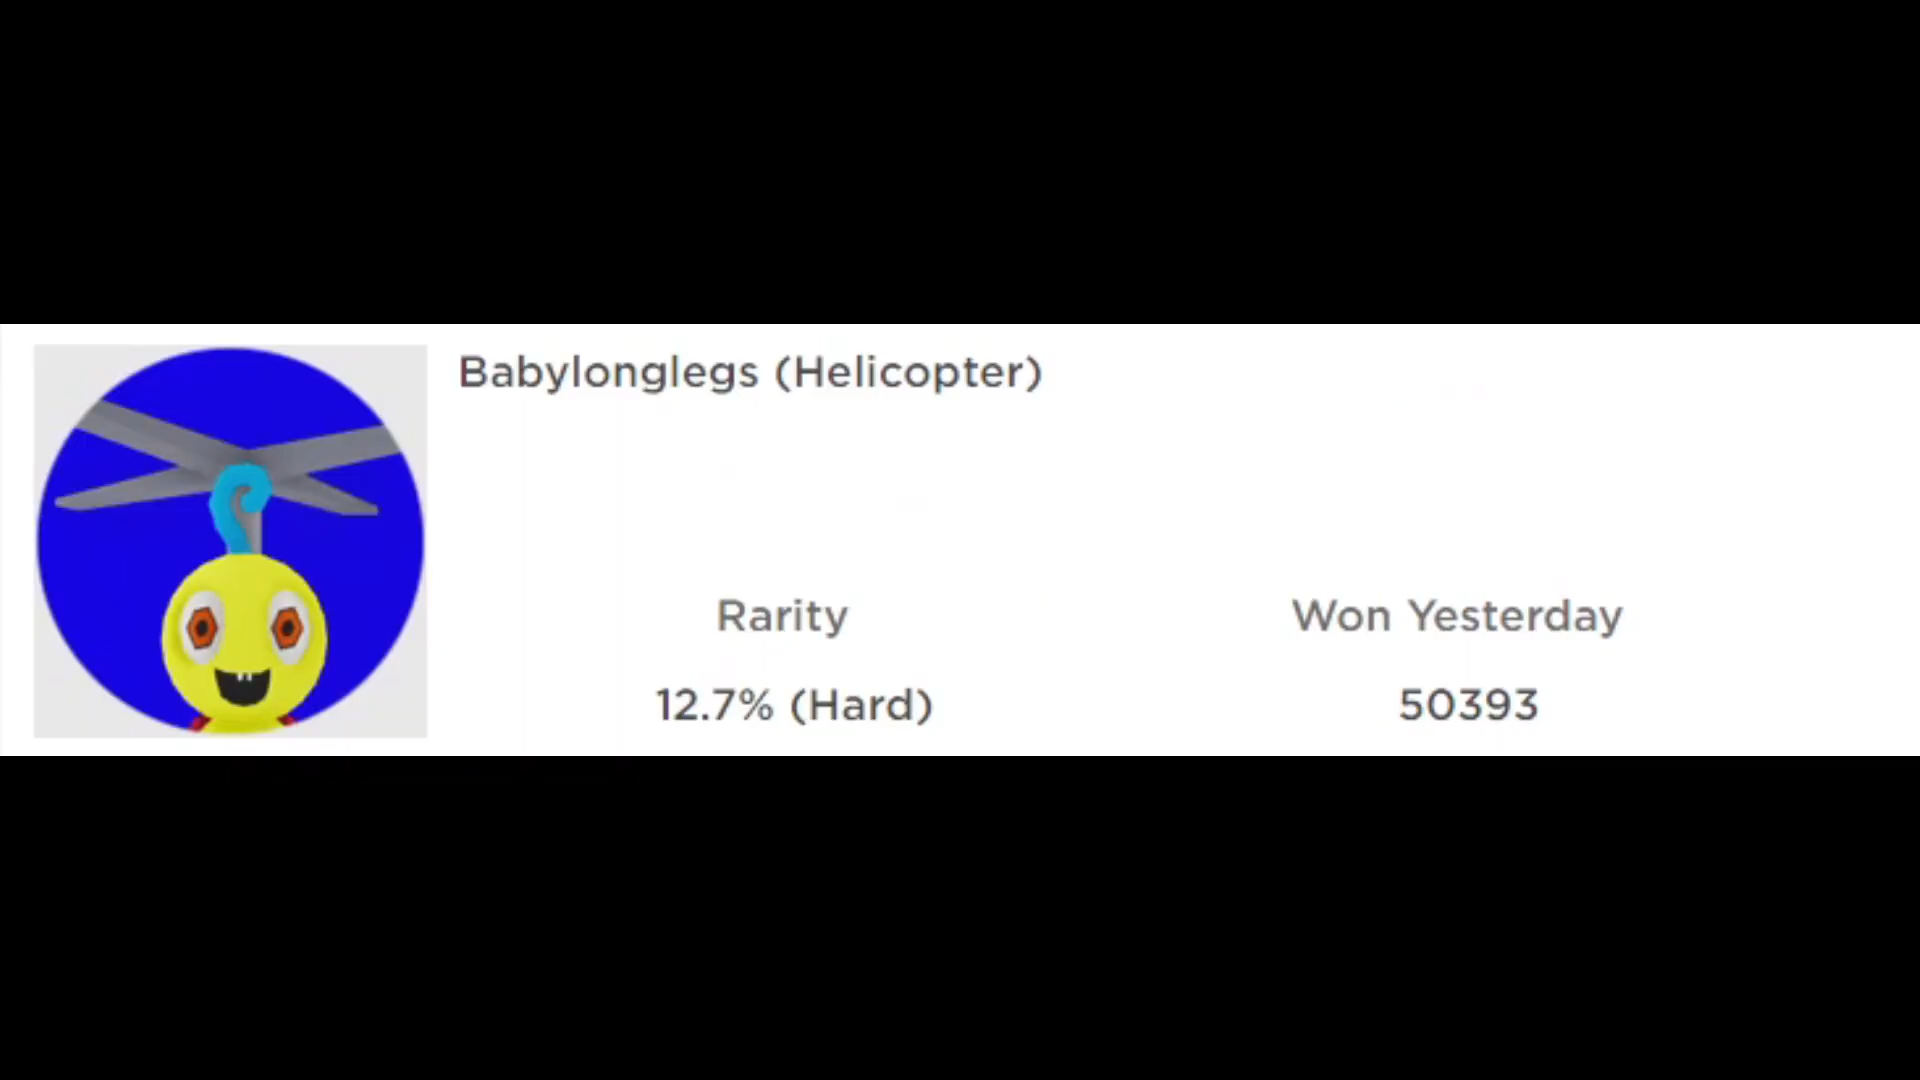 Babylonglegs (Helicopter)
Rarity
Won Yesterday
12.7% (Hard)
50393